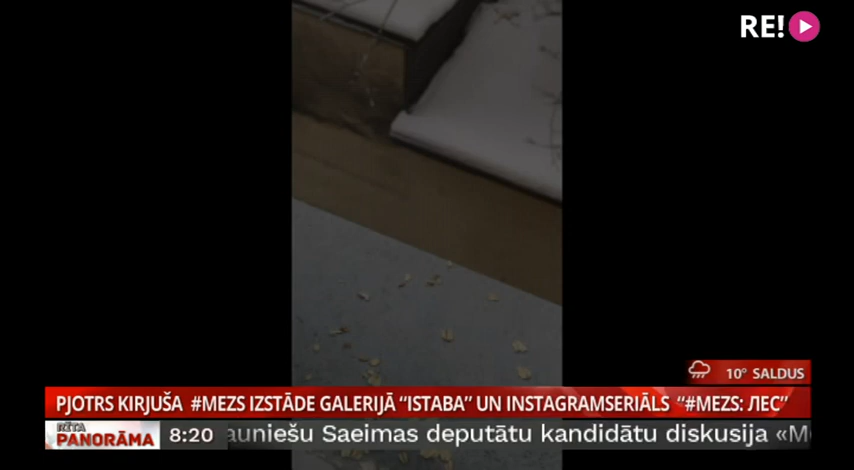 RE!
10° SALDUS
PJOTRS KIRJUŠA #MEZS IZSTĀDE GALERIJĀ “ISTABA” UN INSTAGRAMSERIĀLS “#MEZS: ЛЕС”
RĪTA
PANORĀMA 8:20 auniešu Saeimas deputātu kandidātu diskusija «M